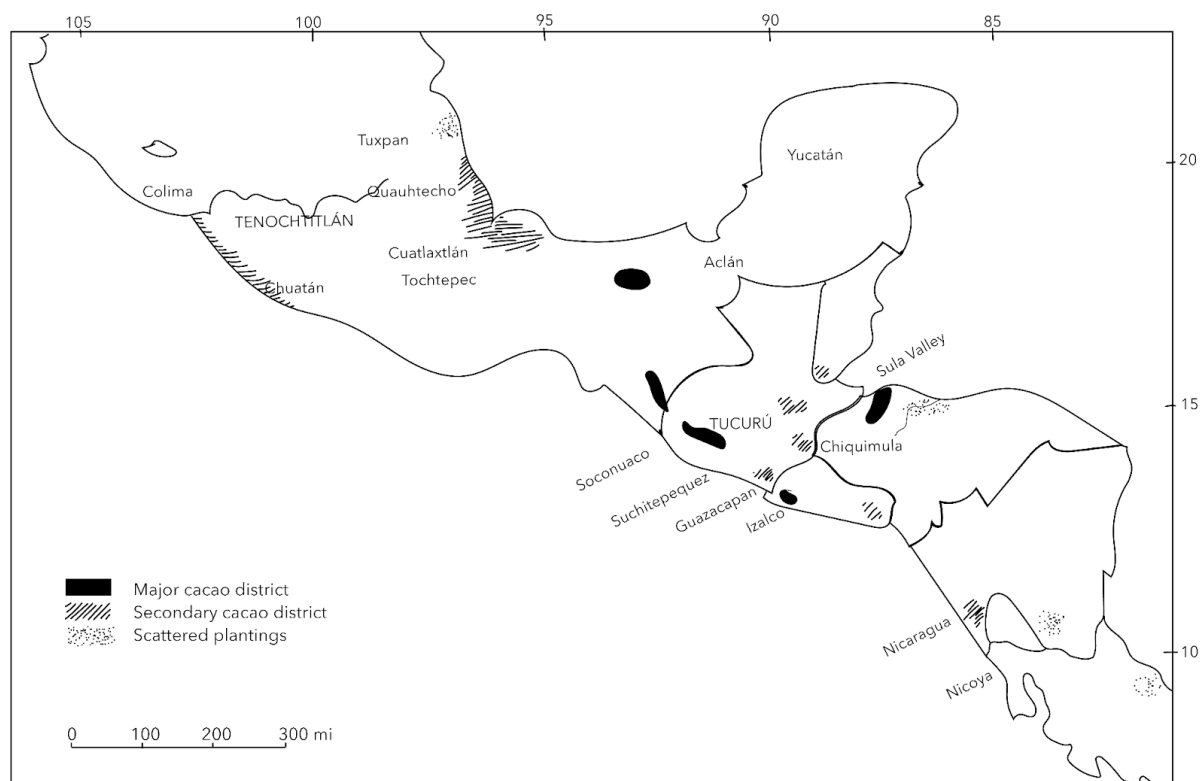 105 100 95 90 85
Tuxpan
Yucatán
20
Colima
Quauhtecho
TENOCHTITLÁN
Cuatlaxtlán
Aclán
Tochtepec
Chuatán
Sula Valley
15
TUCURÚ
Chiquimula
Soconuaco
Suchitepequez
Guazacapan
Izalco
Major cacao district
Secondary cacao district
Scattered plantings
Nicaragua
10
Nicoya
0 100 200 300 mi